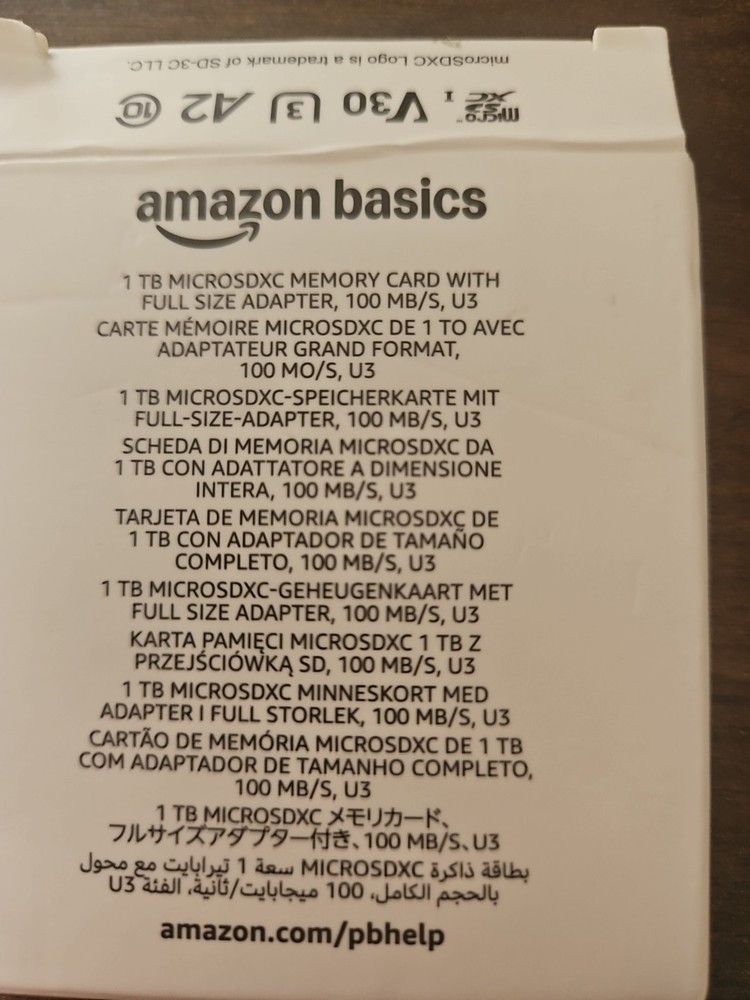 microSDXC Logo is a trademark of SD-3C LLC.
micro SD XC I V30 U3 A2 10
amazon basics
1 TB MICROSDXC MEMORY CARD WITH
FULL SIZE ADAPTER, 100 MB/S, U3
CARTE MÉMOIRE MICROSDXC DE 1 TO AVEC
ADAPTATEUR GRAND FORMAT,
100 MO/S, U3
1 TB MICROSDXC-SPEICHERKARTE MIT
FULL-SIZE-ADAPTER, 100 MB/S, U3
SCHEDA DI MEMORIA MICROSDXC DA
1 TB CON ADATTATORE A DIMENSIONE
INTERA, 100 MB/S, U3
TARJETA DE MEMORIA MICROSDXC DE
1 TB CON ADAPTADOR DE TAMAÑO
COMPLETO, 100 MB/S, U3
1 TB MICROSDXC-GEHEUGENKAART MET
FULL SIZE ADAPTER, 100 MB/S, U3
KARTA PAMIĘCI MICROSDXC 1 TB Z
PRZEJŚCIÓWKĄ SD, 100 MB/S, U3
1 TB MICROSDXC MINNESKORT MED
ADAPTER I FULL STORLEK, 100 MB/S, U3
CARTÃO DE MEMÓRIA MICROSDXC DE 1 TB
COM ADAPTADOR DE TAMANHO COMPLETO,
100 MB/S, U3
1 TB MICROSDXC メモリカード、
フルサイズアダプター付き、100 MB/S、U3
بطاقة ذاكرة MICROSDXC سعة 1 تيرابايت مع محول
بالحجم الكامل، 100 ميجابايت/ثانية، الفئة U3
amazon.com/pbhelp